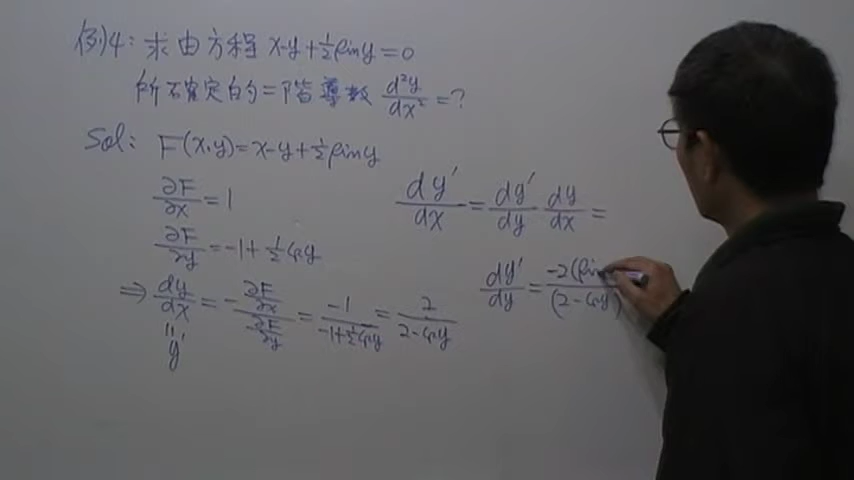 例4：求由方程 x-y+½siny=0
所確定的二階導數 d²y/dx² = ?
Sol: F(x,y)=x-y+½siny
∂F/∂x = 1
∂F/∂y = -1+½cosy
⇒ dy/dx = - (∂F/∂x)/(∂F/∂y) = -1/(-1+½cosy) = 2/(2-cosy)
"
y'
dy'/dx = dy'/dy dy/dx =
dy'/dy = -2(sin/(2-cosy)